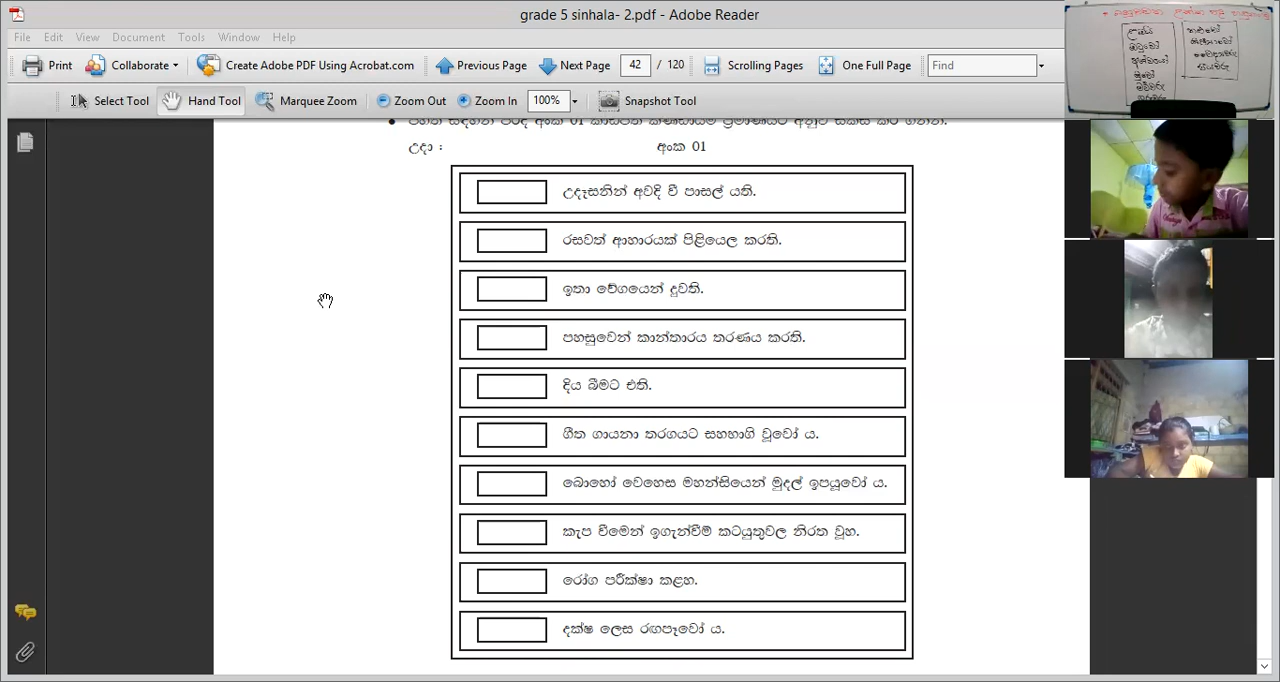 grade 5 sinhala- 2.pdf - Adobe Reader
File Edit View Document Tools Window Help
Print Collaborate Create Adobe PDF Using Acrobat.com Previous Pa Next Page 42 / 120 Scrolling Pages One Full Page Find
Select Tool Hand Tool Marquee Zoom Zoom Out Zoom In 100% Snapshot Tool
උදා : අංක 01
උදෑසනින් අවදි වී පාසල් යති.
රසවත් ආහාරයක් පිළියෙල කරති.
ඉතා වේගයෙන් දුවති.
පහසුවෙන් කාන්තාරය තරණය කරති.
දිය බීමට එති.
ගීත ගායනා තරගයට සහභාගි වූවෝ ය.
බොහෝ වෙහෙස මහන්සියෙන් මුදල් ඉපයූවෝ ය.
කැප වීමෙන් ඉගැන්වීම් කටයුතුවල නිරත වූහ.
රෝග පරීක්ෂා කළහ.
දක්ෂ ලෙස රඟපෑවෝ ය.